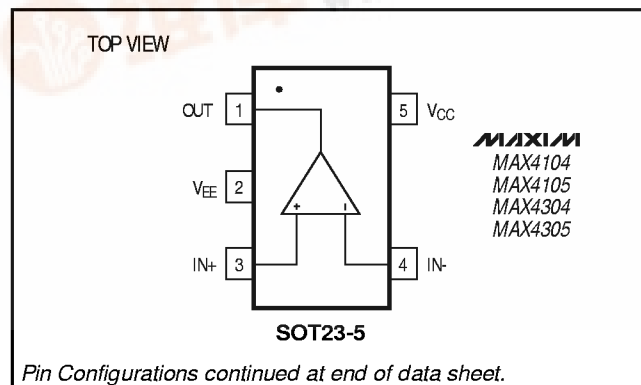 TOP VIEW
OUT 1
5 VCC
VEE 2
IN+ 3
4 IN-
+ -
MAXIM
MAX4104
MAX4105
MAX4304
MAX4305
SOT23-5
Pin Configurations continued at end of data sheet.